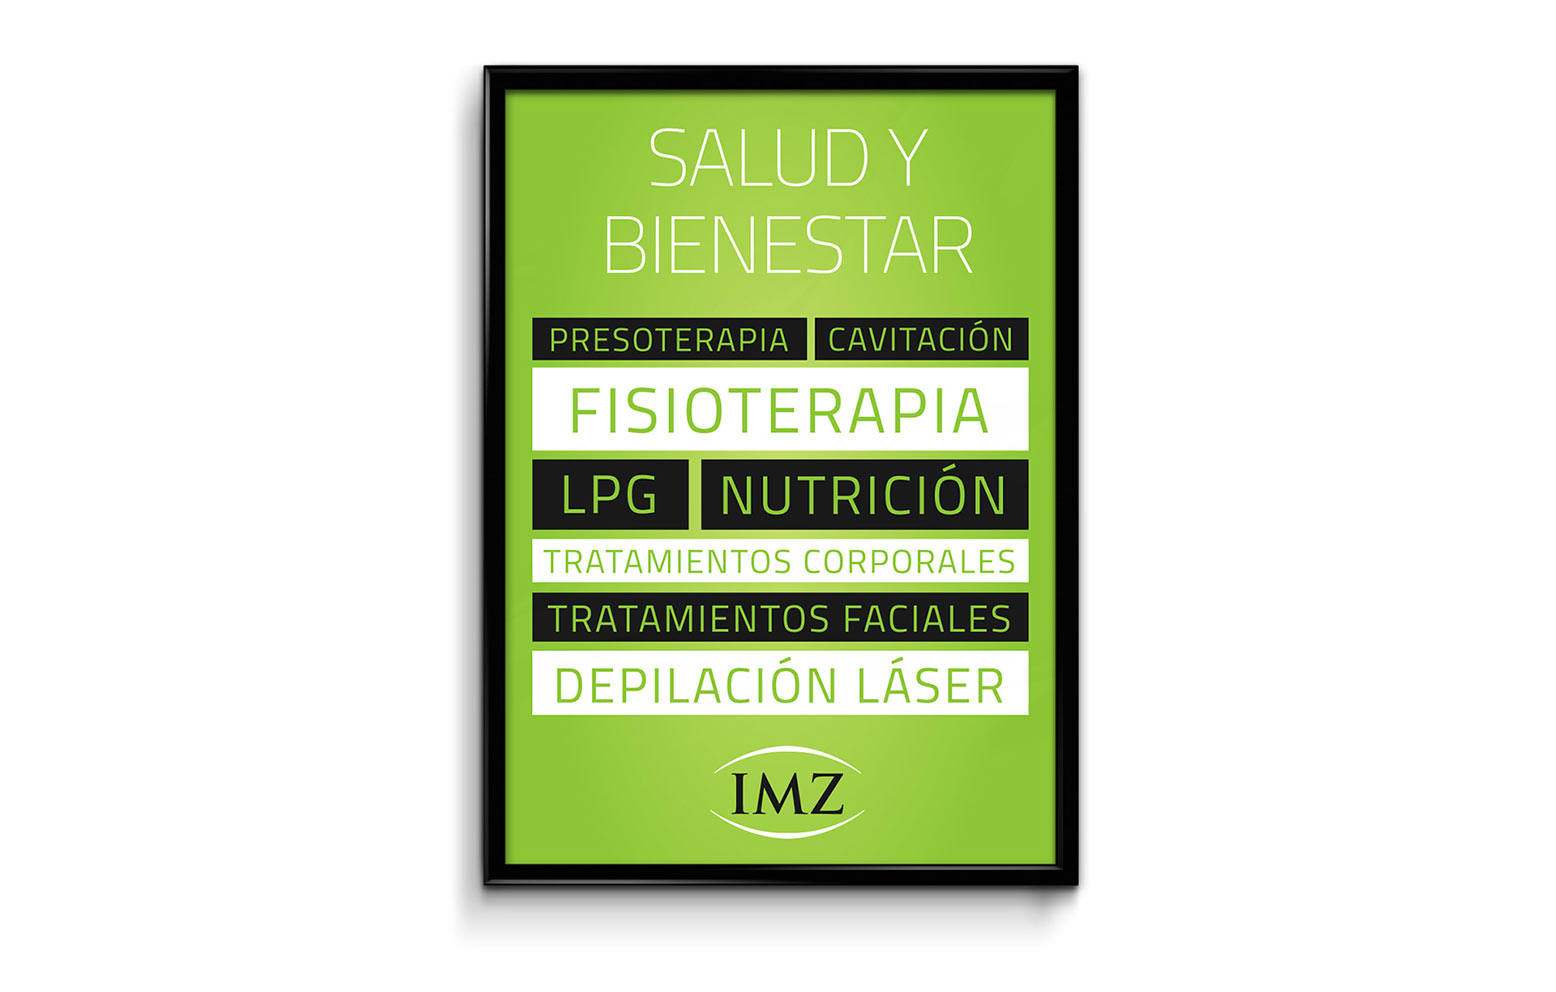 SALUD Y
BIENESTAR
PRESOTERAPIA CAVITACIÓN
FISIOTERAPIA
LPG NUTRICIÓN
TRATAMIENTOS CORPORALES
TRATAMIENTOS FACIALES
DEPILACIÓN LÁSER
IMZ